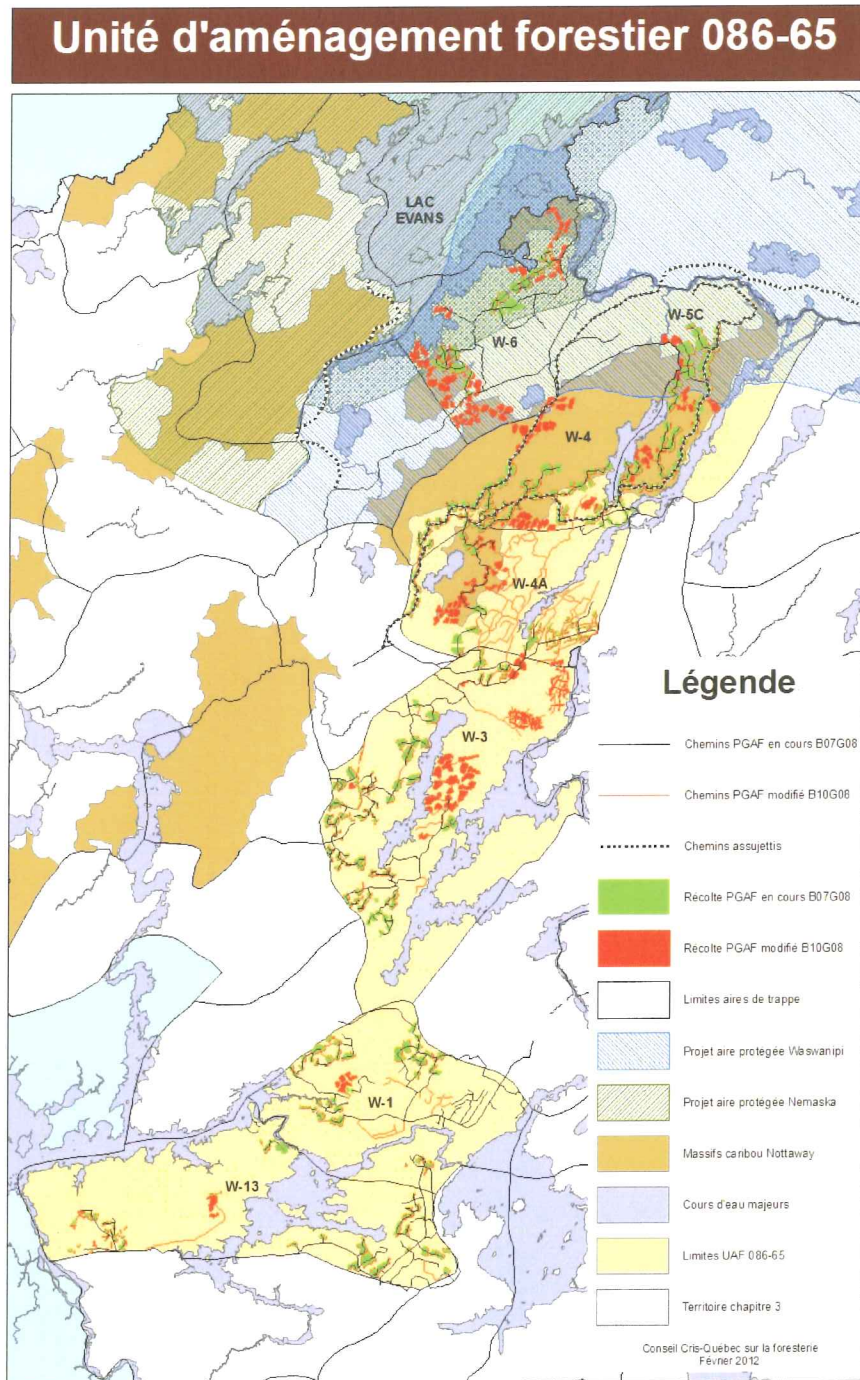 Unité d'aménagement forestier 086-65
LAC
EVANS
W-5C
W-6
W-4
W-4A
W-3
W-1
W-13
Légende
Chemins PGAF en cours B07G08
Chemins PGAF modifié B10G08
Chemins assujettis
Récolte PGAF en cours B07G08
Récolte PGAF modifié B10G08
Limites aires de trappe
Projet aire protégée Waswanipi
Projet aire protégée Nemaska
Massifs caribou Nottaway
Cours d'eau majeurs
Limites UAF 086-65
Territoire chapitre 3
Conseil Cris-Québec sur la foresterie
Février 2012